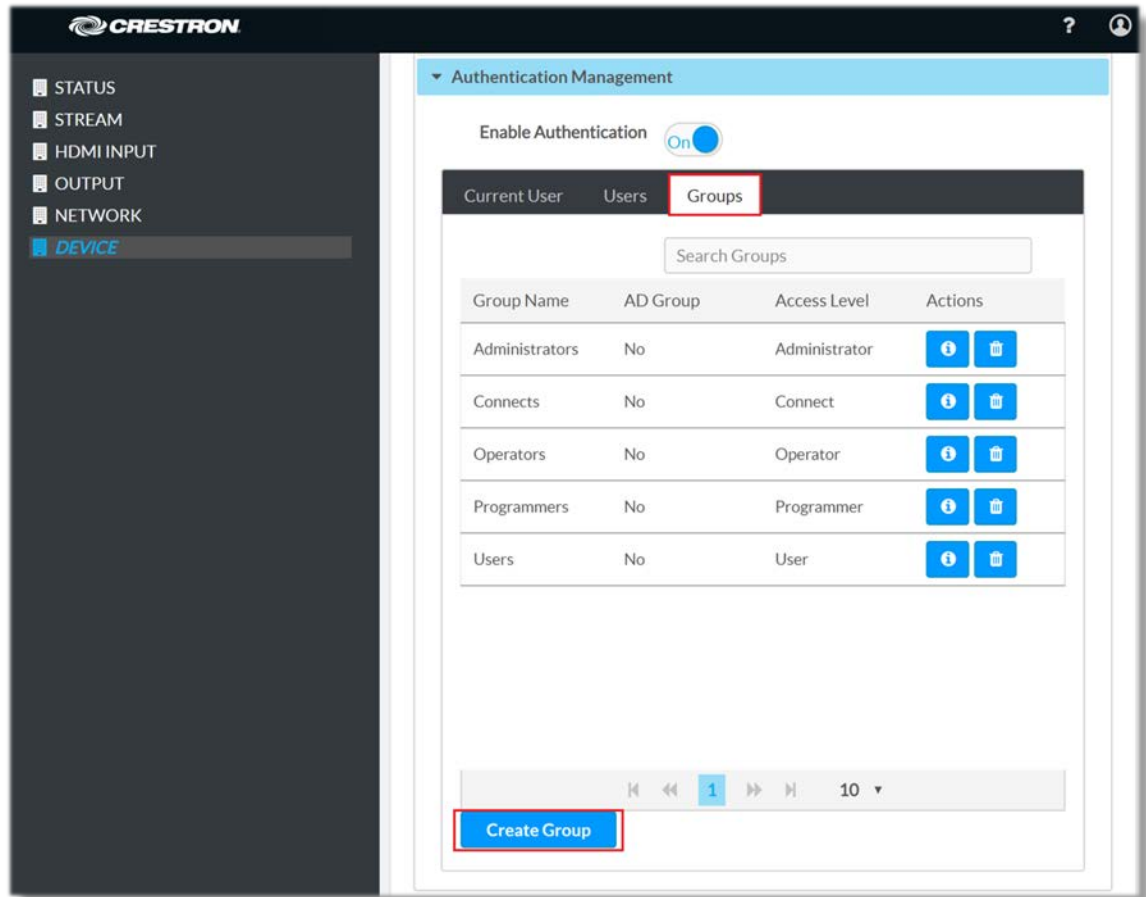 CRESTRON
?
STATUS
STREAM
HDMI INPUT
OUTPUT
NETWORK
DEVICE
Authentication Management
Enable Authentication On
Current User Users Groups
Search Groups
Group Name AD Group Access Level Actions
Administrators No Administrator
Connects No Connect
Operators No Operator
Programmers No Programmer
Users No User
1 10
Create Group